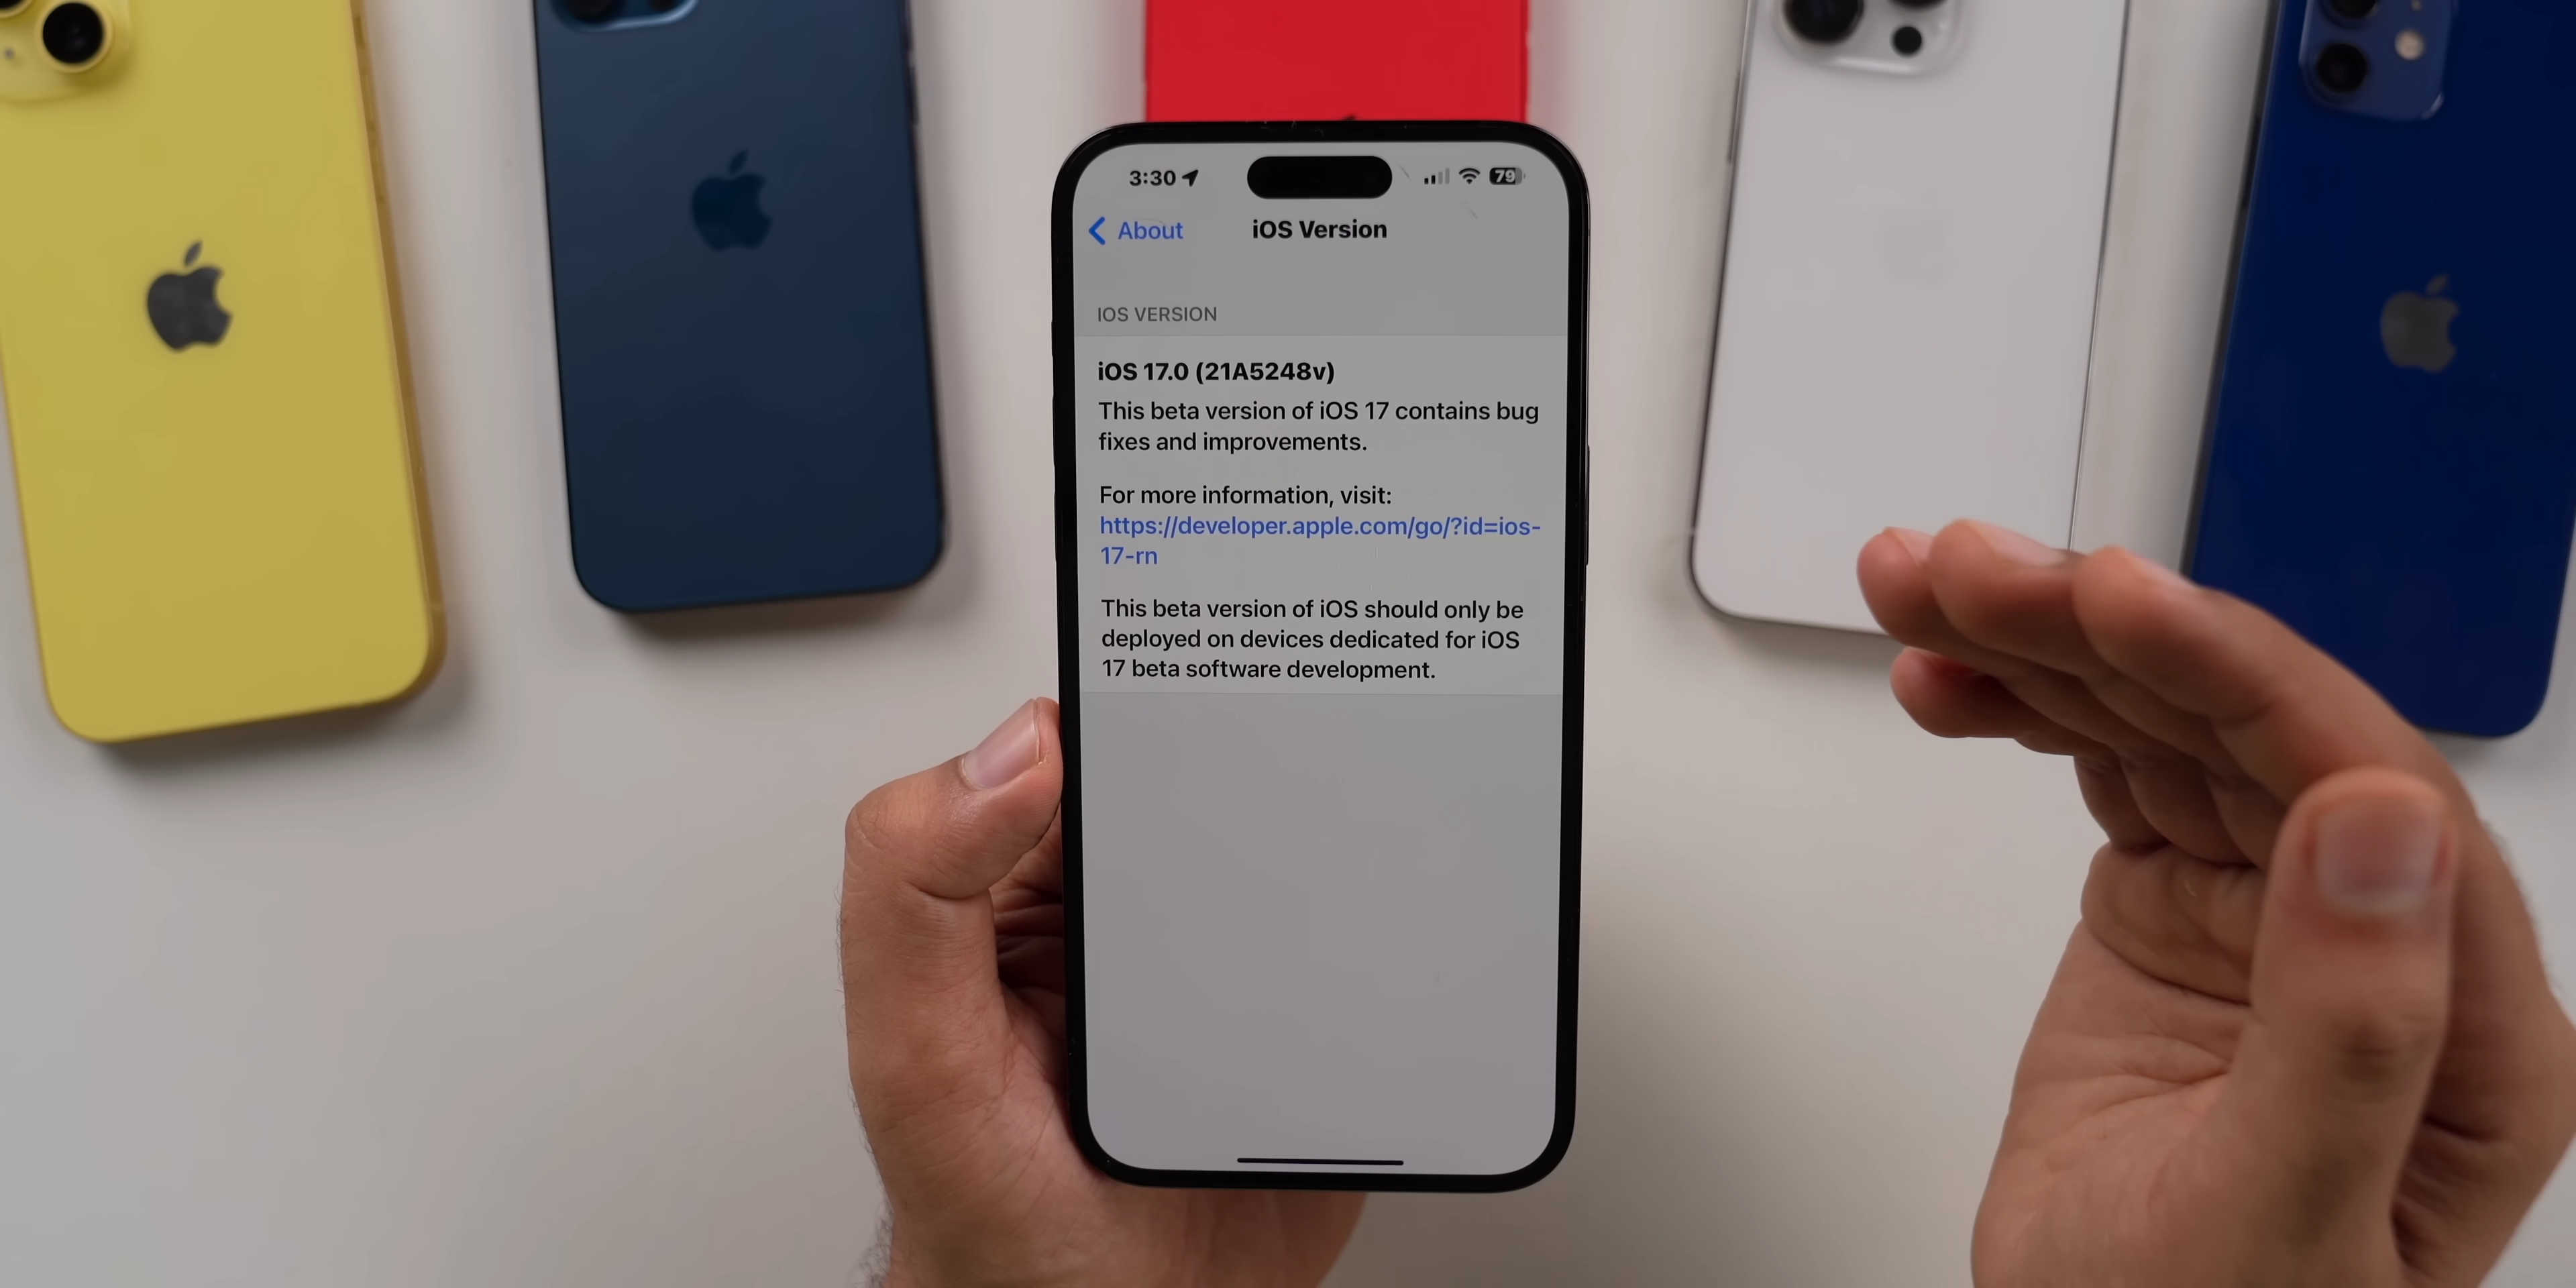 3:30
79
About
iOS Version
IOS VERSION
iOS 17.0 (21A5248v)
This beta version of iOS 17 contains bug
fixes and improvements.
For more information, visit:
https://developer.apple.com/go/?id=ios-
17-rn
This beta version of iOS should only be
deployed on devices dedicated for iOS
17 beta software development.